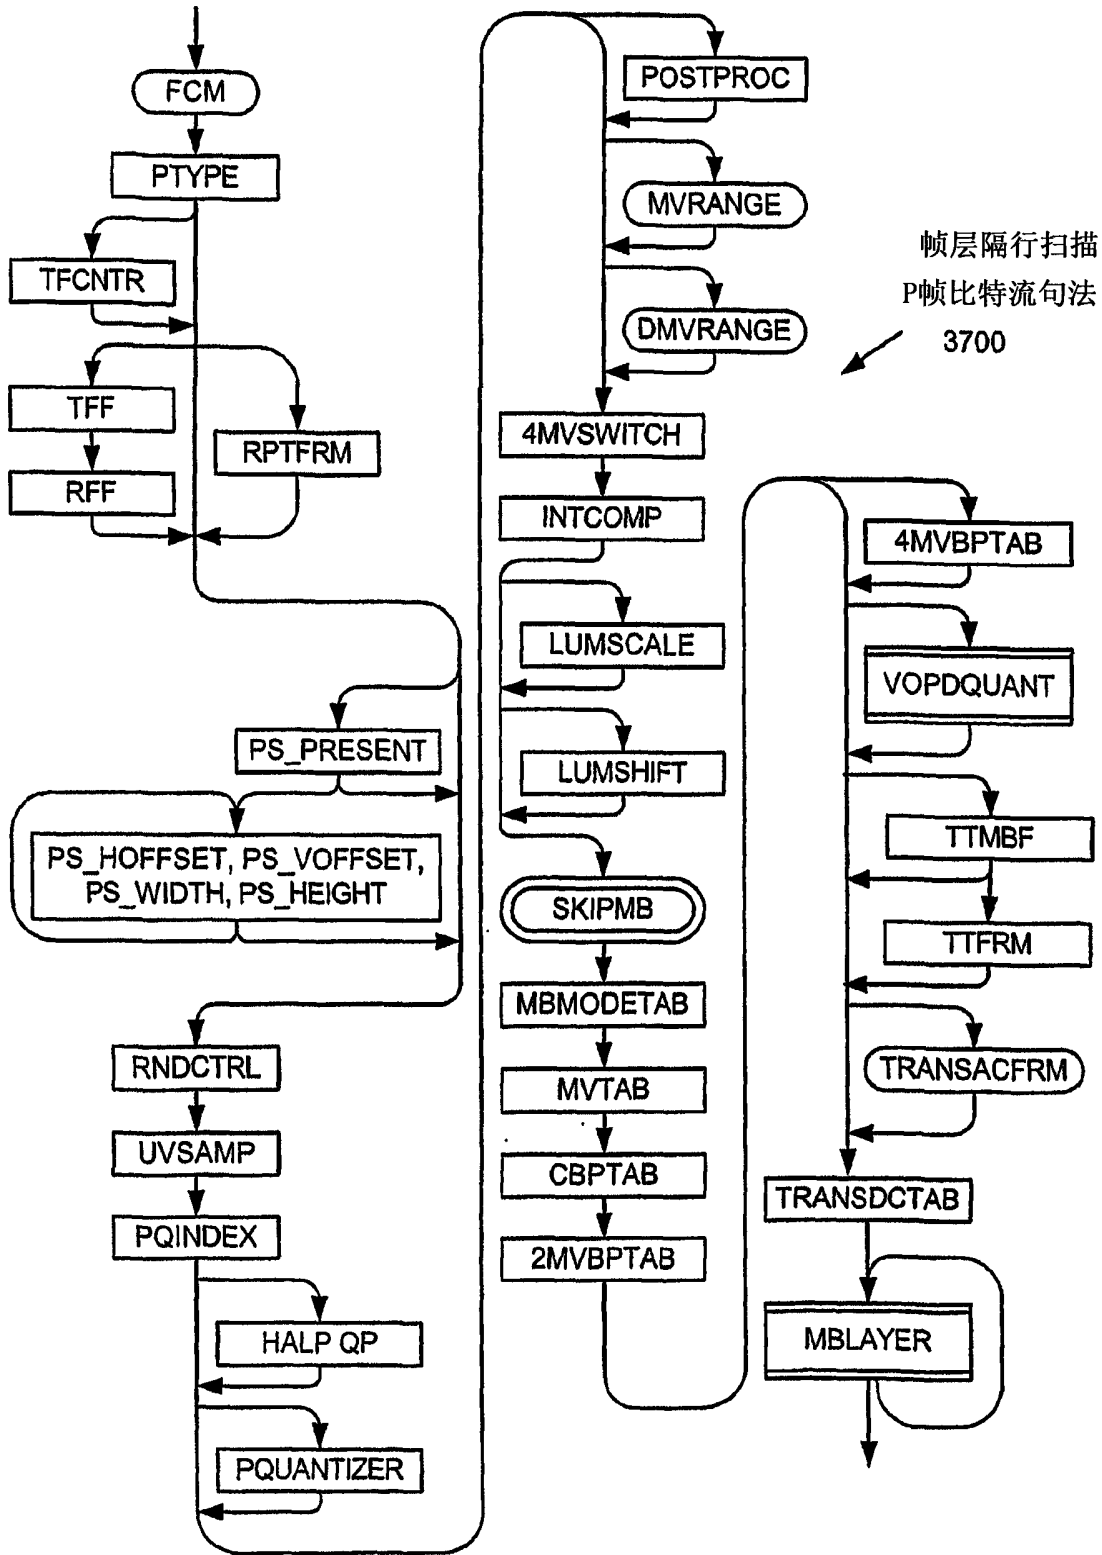 FCM
PTYPE
TFCNTR
TFF
RFF
RPTFRM
PS_PRESENT
PS_HOFFSET, PS_VOFFSET,
PS_WIDTH, PS_HEIGHT
RNDCTRL
UVSAMP
PQINDEX
HALP QP
PQUANTIZER
POSTPROC
MVRANGE
DMVRANGE
4MVSWITCH
INTCOMP
LUMSCALE
LUMSHIFT
SKIPMB
MBMODETAB
MVTAB
CBPTAB
2MVBPTAB
帧层隔行扫描
P帧比特流句法
3700
4MVBPTAB
VOPDQUANT
TTMBF
TTFRM
TRANSACFRM
TRANSDCTAB
MBLAYER